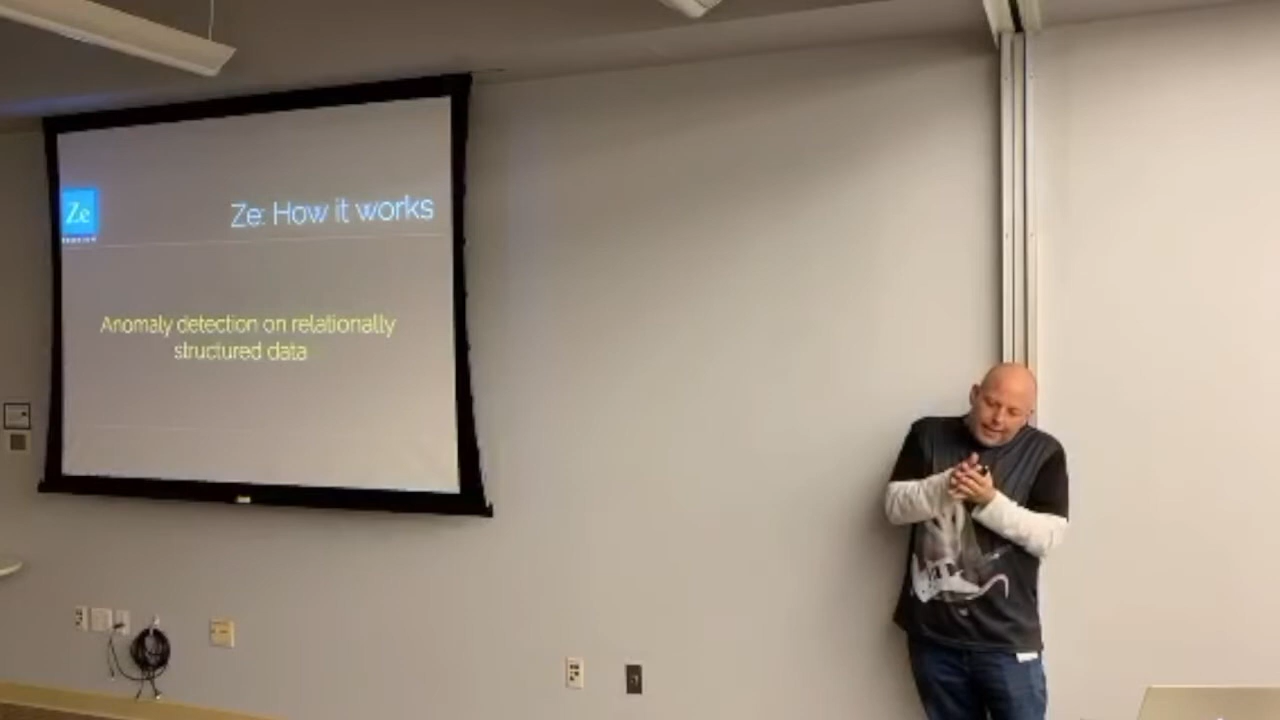 Ze
Ze: How it works
Anomaly detection on relationally
structured data